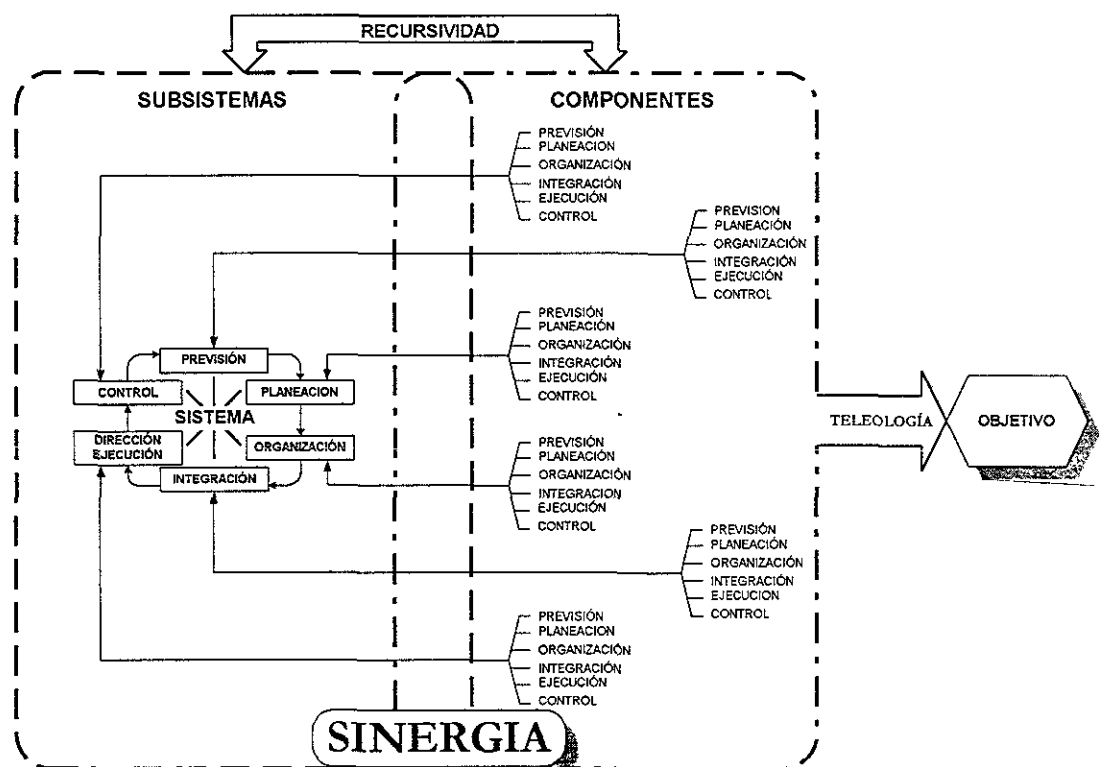 RECURSIVIDAD
SUBSISTEMAS
COMPONENTES
PREVISIÓN
PLANEACION
ORGANIZACIÓN
INTEGRACIÓN
EJECUCIÓN
CONTROL
PREVISION
PLANEACIÓN
ORGANIZACIÓN
INTEGRACIÓN
EJECUCIÓN
CONTROL
PREVISIÓN
PLANEACIÓN
ORGANIZACIÓN
INTEGRACIÓN
EJECUCIÓN
CONTROL
PREVISIÓN
CONTROL
PLANEACION
SISTEMA
DIRECCIÓN
EJECUCIÓN
ORGANIZACIÓN
INTEGRACIÓN
TELEOLOGÍA
OBJETIVO
PREVISIÓN
PLANEACIÓN
ORGANIZACIÓN
INTEGRACION
EJECUCIÓN
CONTROL
PREVISIÓN
PLANEACIÓN
ORGANIZACIÓN
INTEGRACIÓN
EJECUCION
CONTROL
PREVISIÓN
PLANEACION
ORGANIZACIÓN
INTEGRACIÓN
EJECUCIÓN
CONTROL
SINERGIA